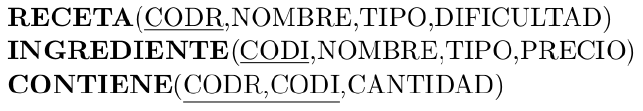 RECETA(CODR,NOMBRE,TIPO,DIFICULTAD)
INGREDIENTE(CODI,NOMBRE,TIPO,PRECIO)
CONTIENE(CODR,CODI,CANTIDAD)